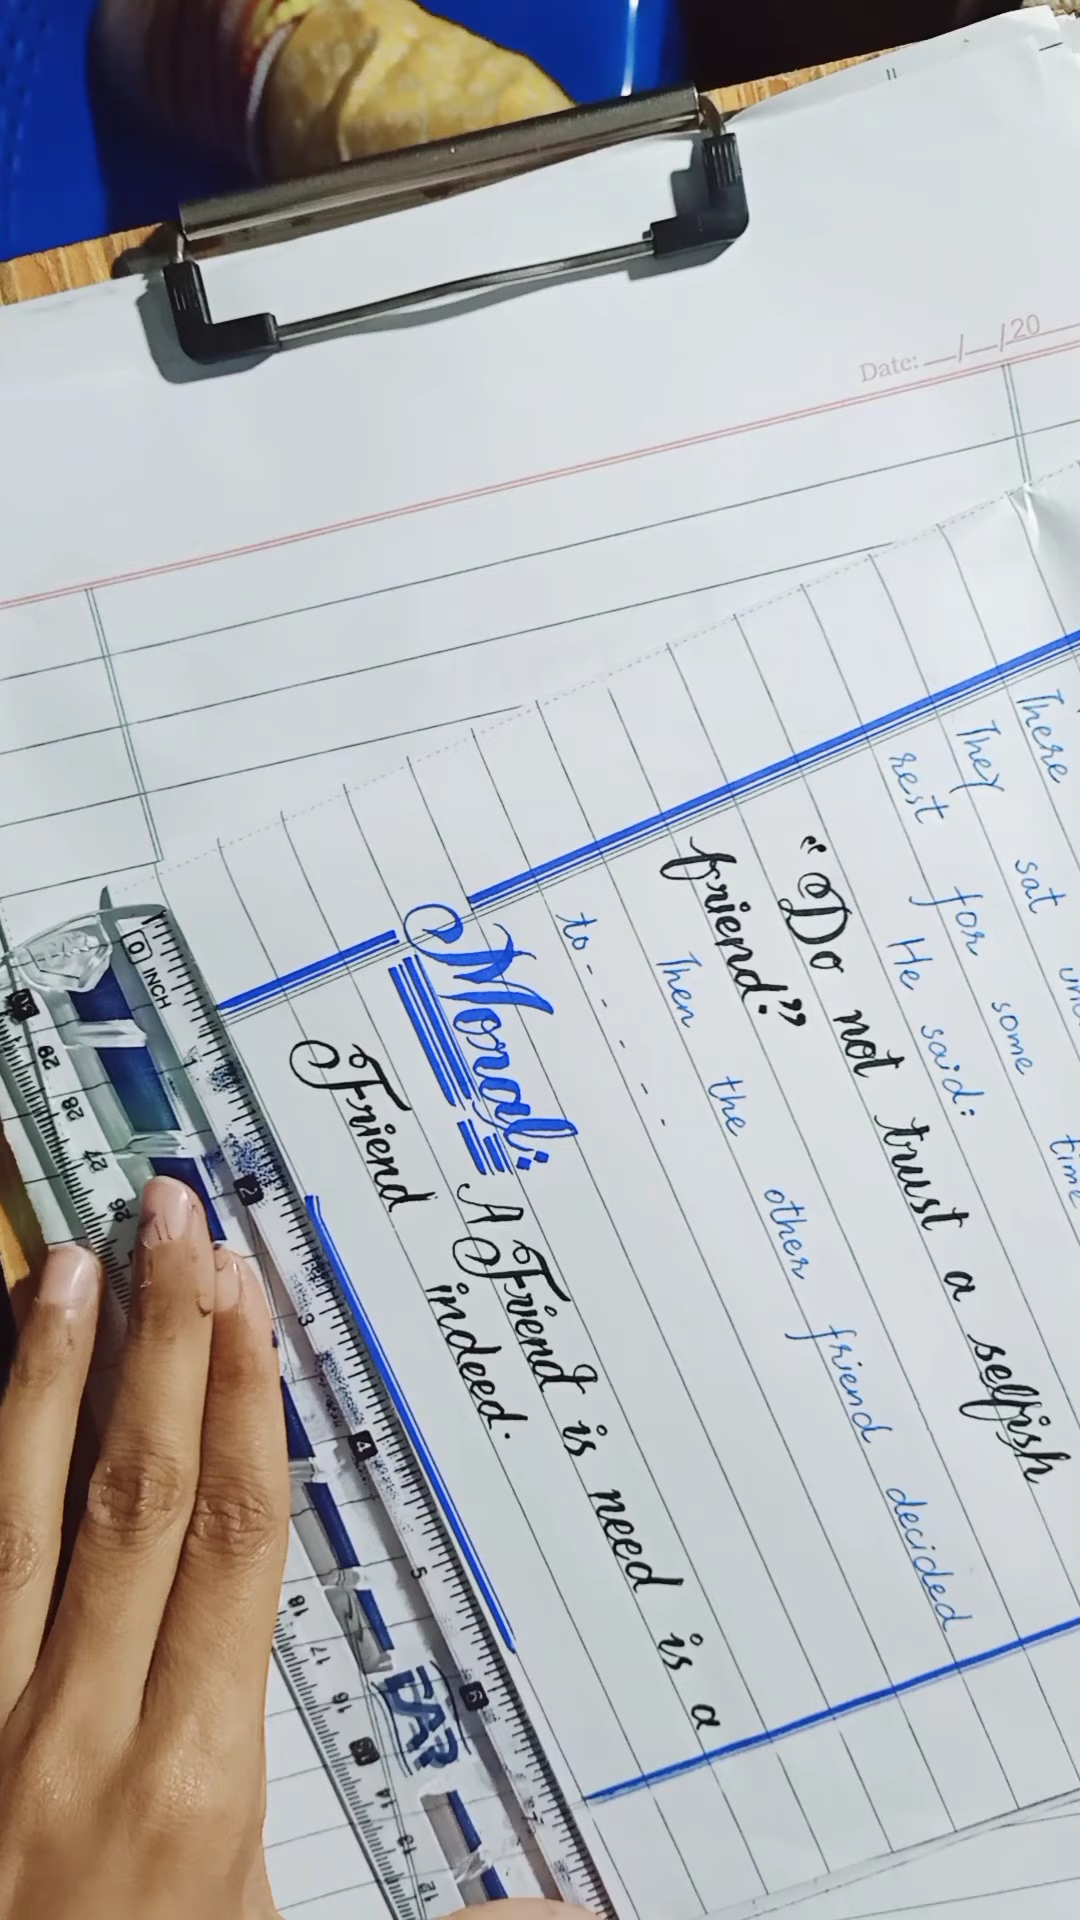 There
They sat time
rest for some
He said:
"Do not trust a selfish
friend."
Then the other friend decided
to - - - - - -
Moral: A Friend is need is a
Friend indeed.
Date: __/__/20
INCH